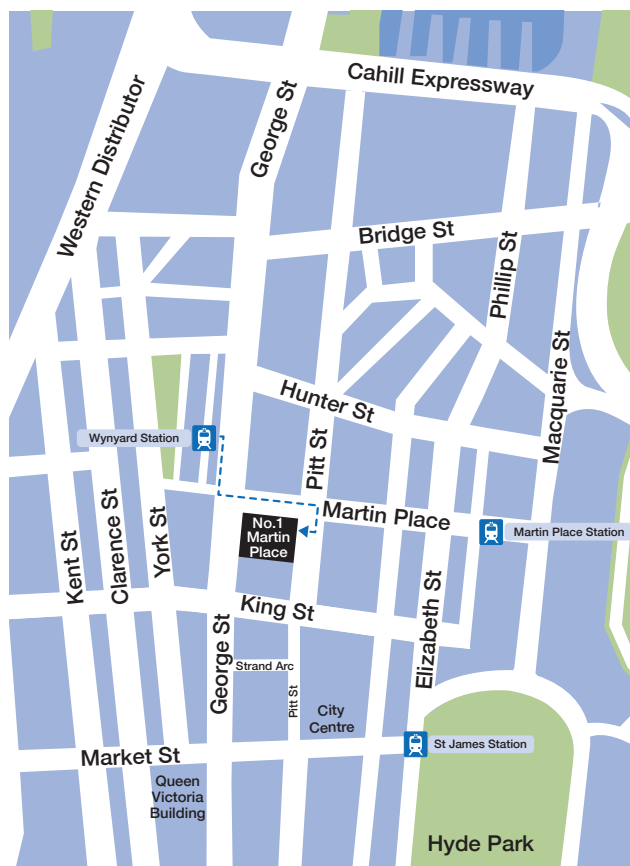 Cahill Expressway
George St
Western Distributor
Bridge St
Phillip St
Macquarie St
Hunter St
Wynyard Station
Pitt St
Martin Place
Martin Place Station
No.1
Martin
Place
Kent St
Clarence St
York St
King St
Elizabeth St
George St
Strand Arc
Pitt St
City
Centre
Market St
St James Station
Queen
Victoria
Building
Hyde Park